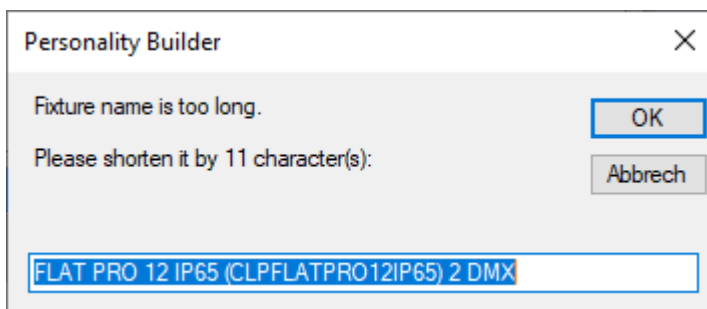 Personality Builder
Fixture name is too long.
OK
Please shorten it by 11 character(s):
Abbrech
FLAT PRO 12 IP65 (CLPFLATPRO12IP65) 2 DMX